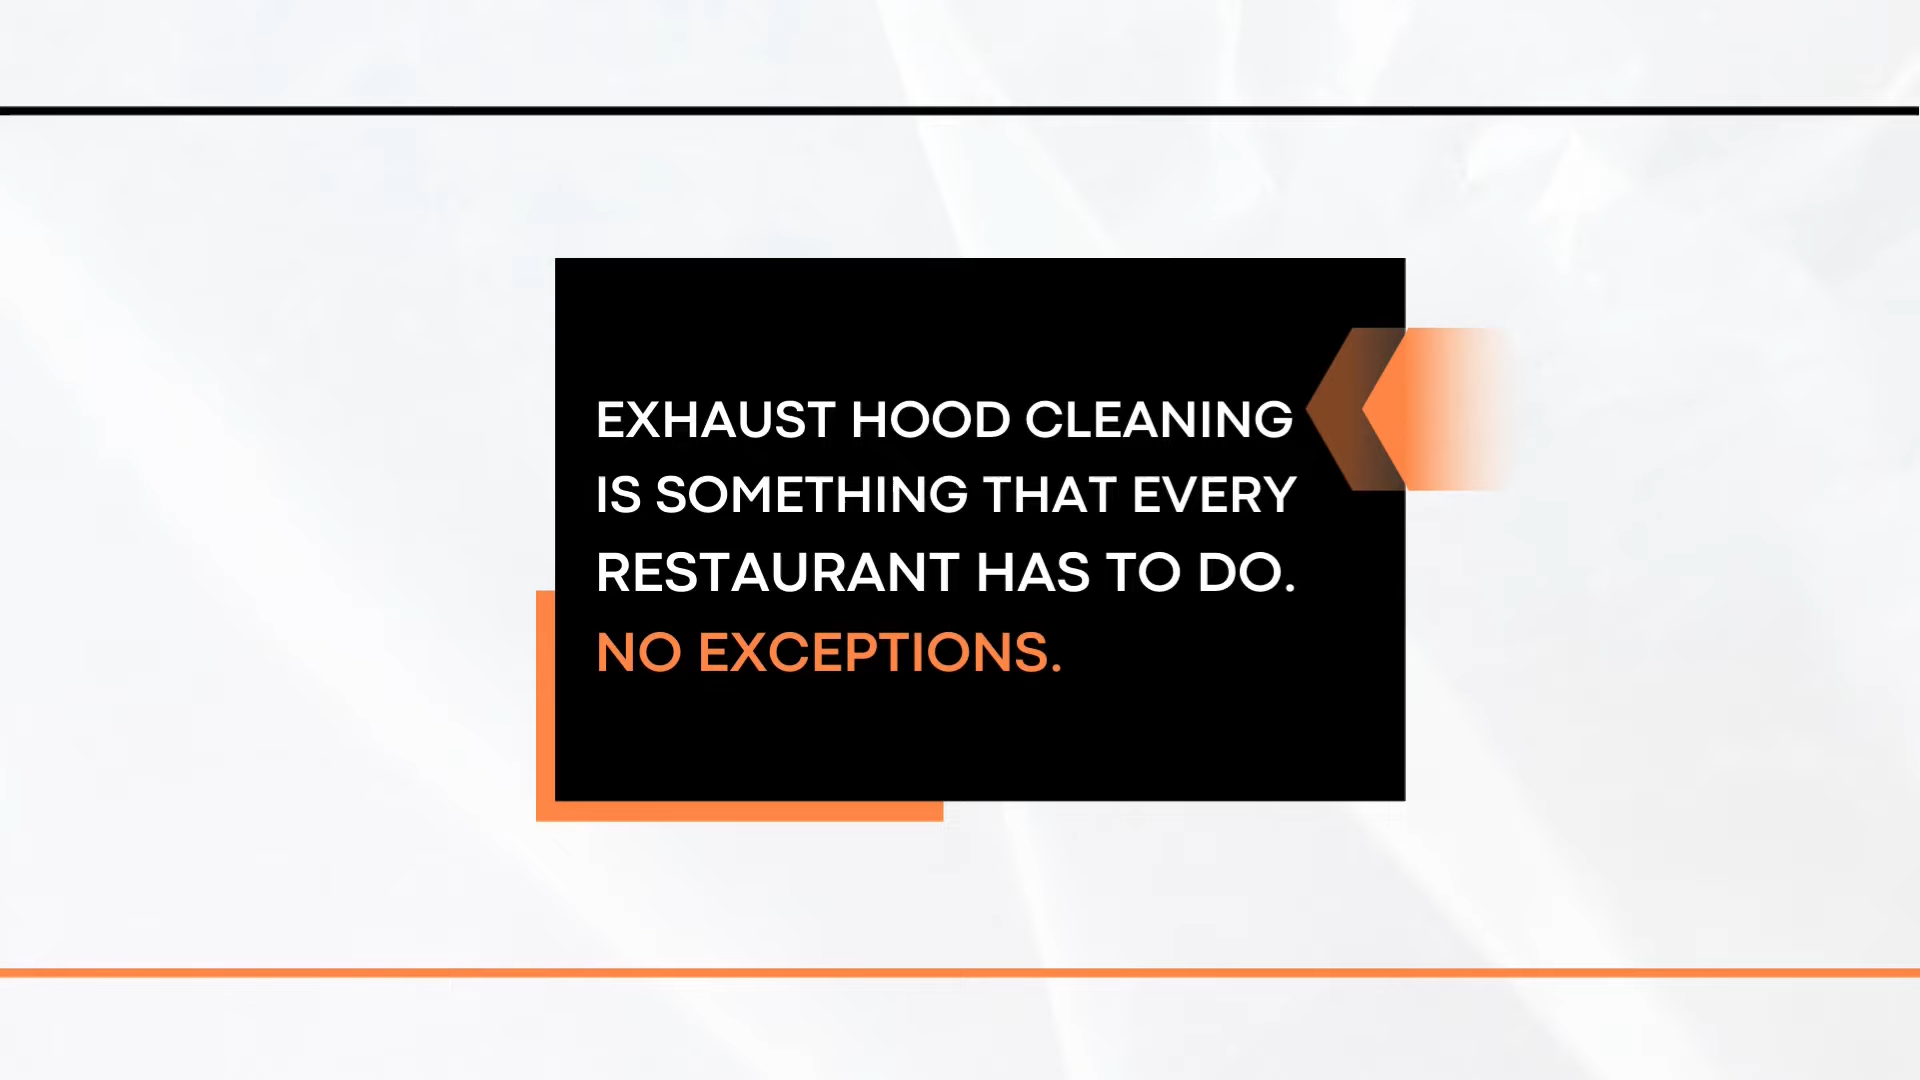 EXHAUST HOOD CLEANING
IS SOMETHING THAT EVERY
RESTAURANT HAS TO DO.
NO EXCEPTIONS.